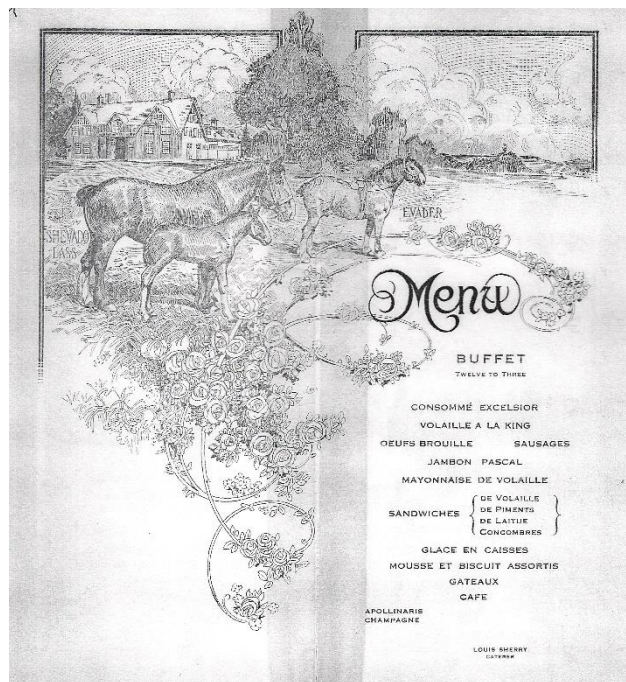 SHEVADO
LASS
EVADER
Menu
BUFFET
TWELVE TO THREE
CONSOMMÉ EXCELSIOR
VOLAILLE A LA KING
OEUFS BROUILLE SAUSAGES
JAMBON PASCAL
MAYONNAISE DE VOLAILLE
SANDWICHES { DE VOLAILLE
DE PIMENTS
DE LAITUE
CONCOMBRES }
GLACE EN CAISSES
MOUSSE ET BISCUIT ASSORTIS
GATEAUX
CAFE
APOLLINARIS
CHAMPAGNE
LOUIS SHERRY
CATERER